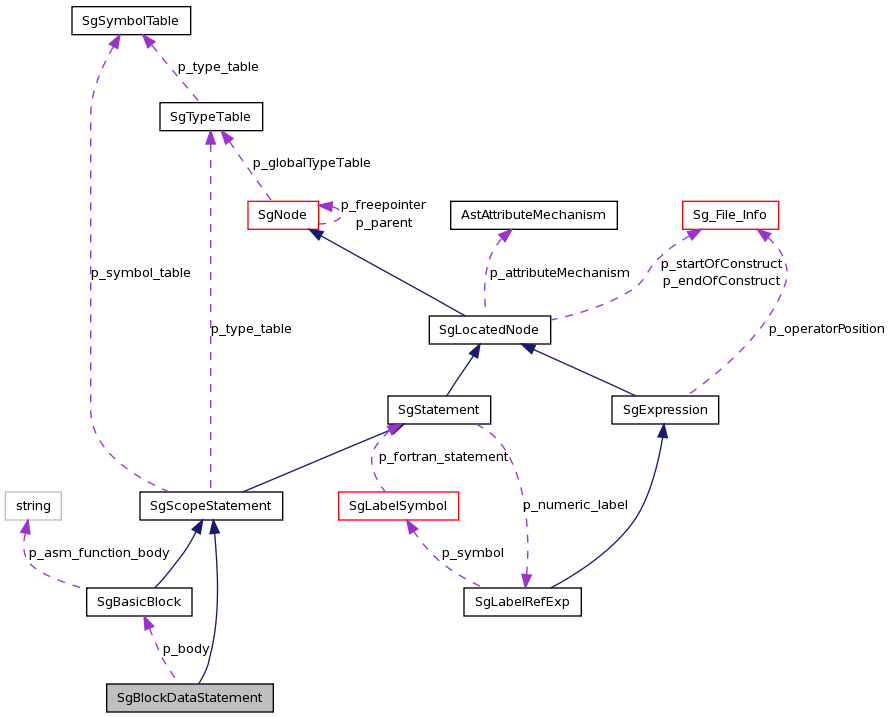 SgSymbolTable
p_type_table
SgTypeTable
p_globalTypeTable
SgNode
p_freepointer
p_parent
AstAttributeMechanism
Sg_File_Info
p_symbol_table
p_attributeMechanism
p_startOfConstruct
p_endOfConstruct
p_type_table
SgLocatedNode
p_operatorPosition
SgStatement
SgExpression
p_fortran_statement
string
SgScopeStatement
SgLabelSymbol
p_numeric_label
p_asm_function_body
p_symbol
SgBasicBlock
SgLabelRefExp
p_body
SgBlockDataStatement